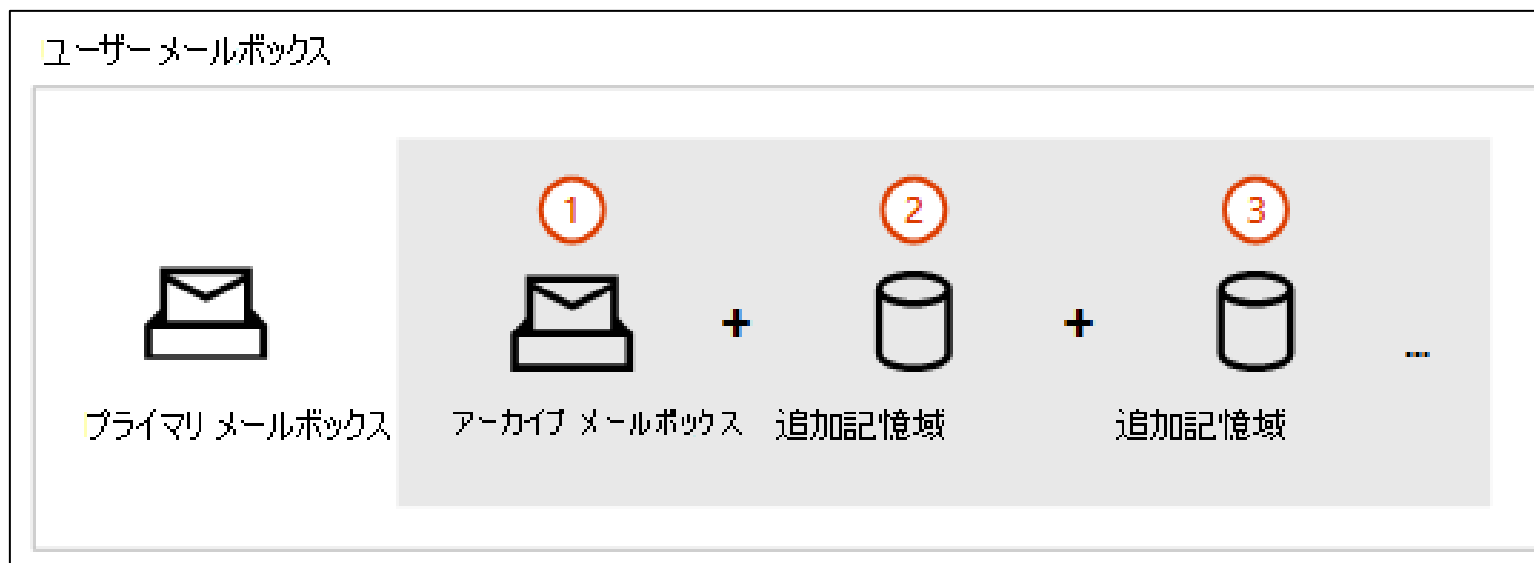 ユーザー メールボックス
1
2
3
+
+
...
プライマリ メールボックス
アーカイブ メールボックス
追加記憶域
追加記憶域